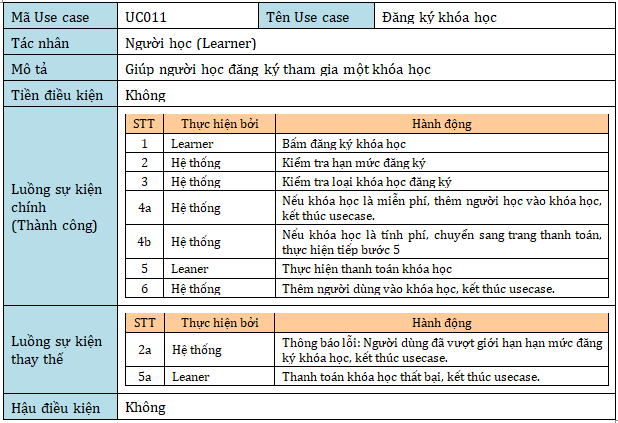 Mã Use case UC011 Tên Use case Đăng ký khóa học
Tác nhân Người học (Learner)
Mô tả Giúp người học đăng ký tham gia một khóa học
Tiền điều kiện Không
Luồng sự kiện chính (Thành công)
STT Thực hiện bởi Hành động
1 Learner Bấm đăng ký khóa học
2 Hệ thống Kiểm tra hạn mức đăng ký
3 Hệ thống Kiểm tra loại khóa học đăng ký
4a Hệ thống Nếu khóa học là miễn phí, thêm người học vào khóa học,
kết thúc usecase.
4b Hệ thống Nếu khóa học là tính phí, chuyển sang trang thanh toán,
thực hiện tiếp bước 5
5 Leaner Thực hiện thanh toán khóa học
6 Hệ thống Thêm người dùng vào khóa học, kết thúc usecase.
Luồng sự kiện thay thế
STT Thực hiện bởi Hành động
2a Hệ thống Thông báo lỗi: Người dùng đã vượt giới hạn hạn mức đăng
ký khóa học, kết thúc usecase.
5a Leaner Thanh toán khóa học thất bại, kết thúc usecase.
Hậu điều kiện Không